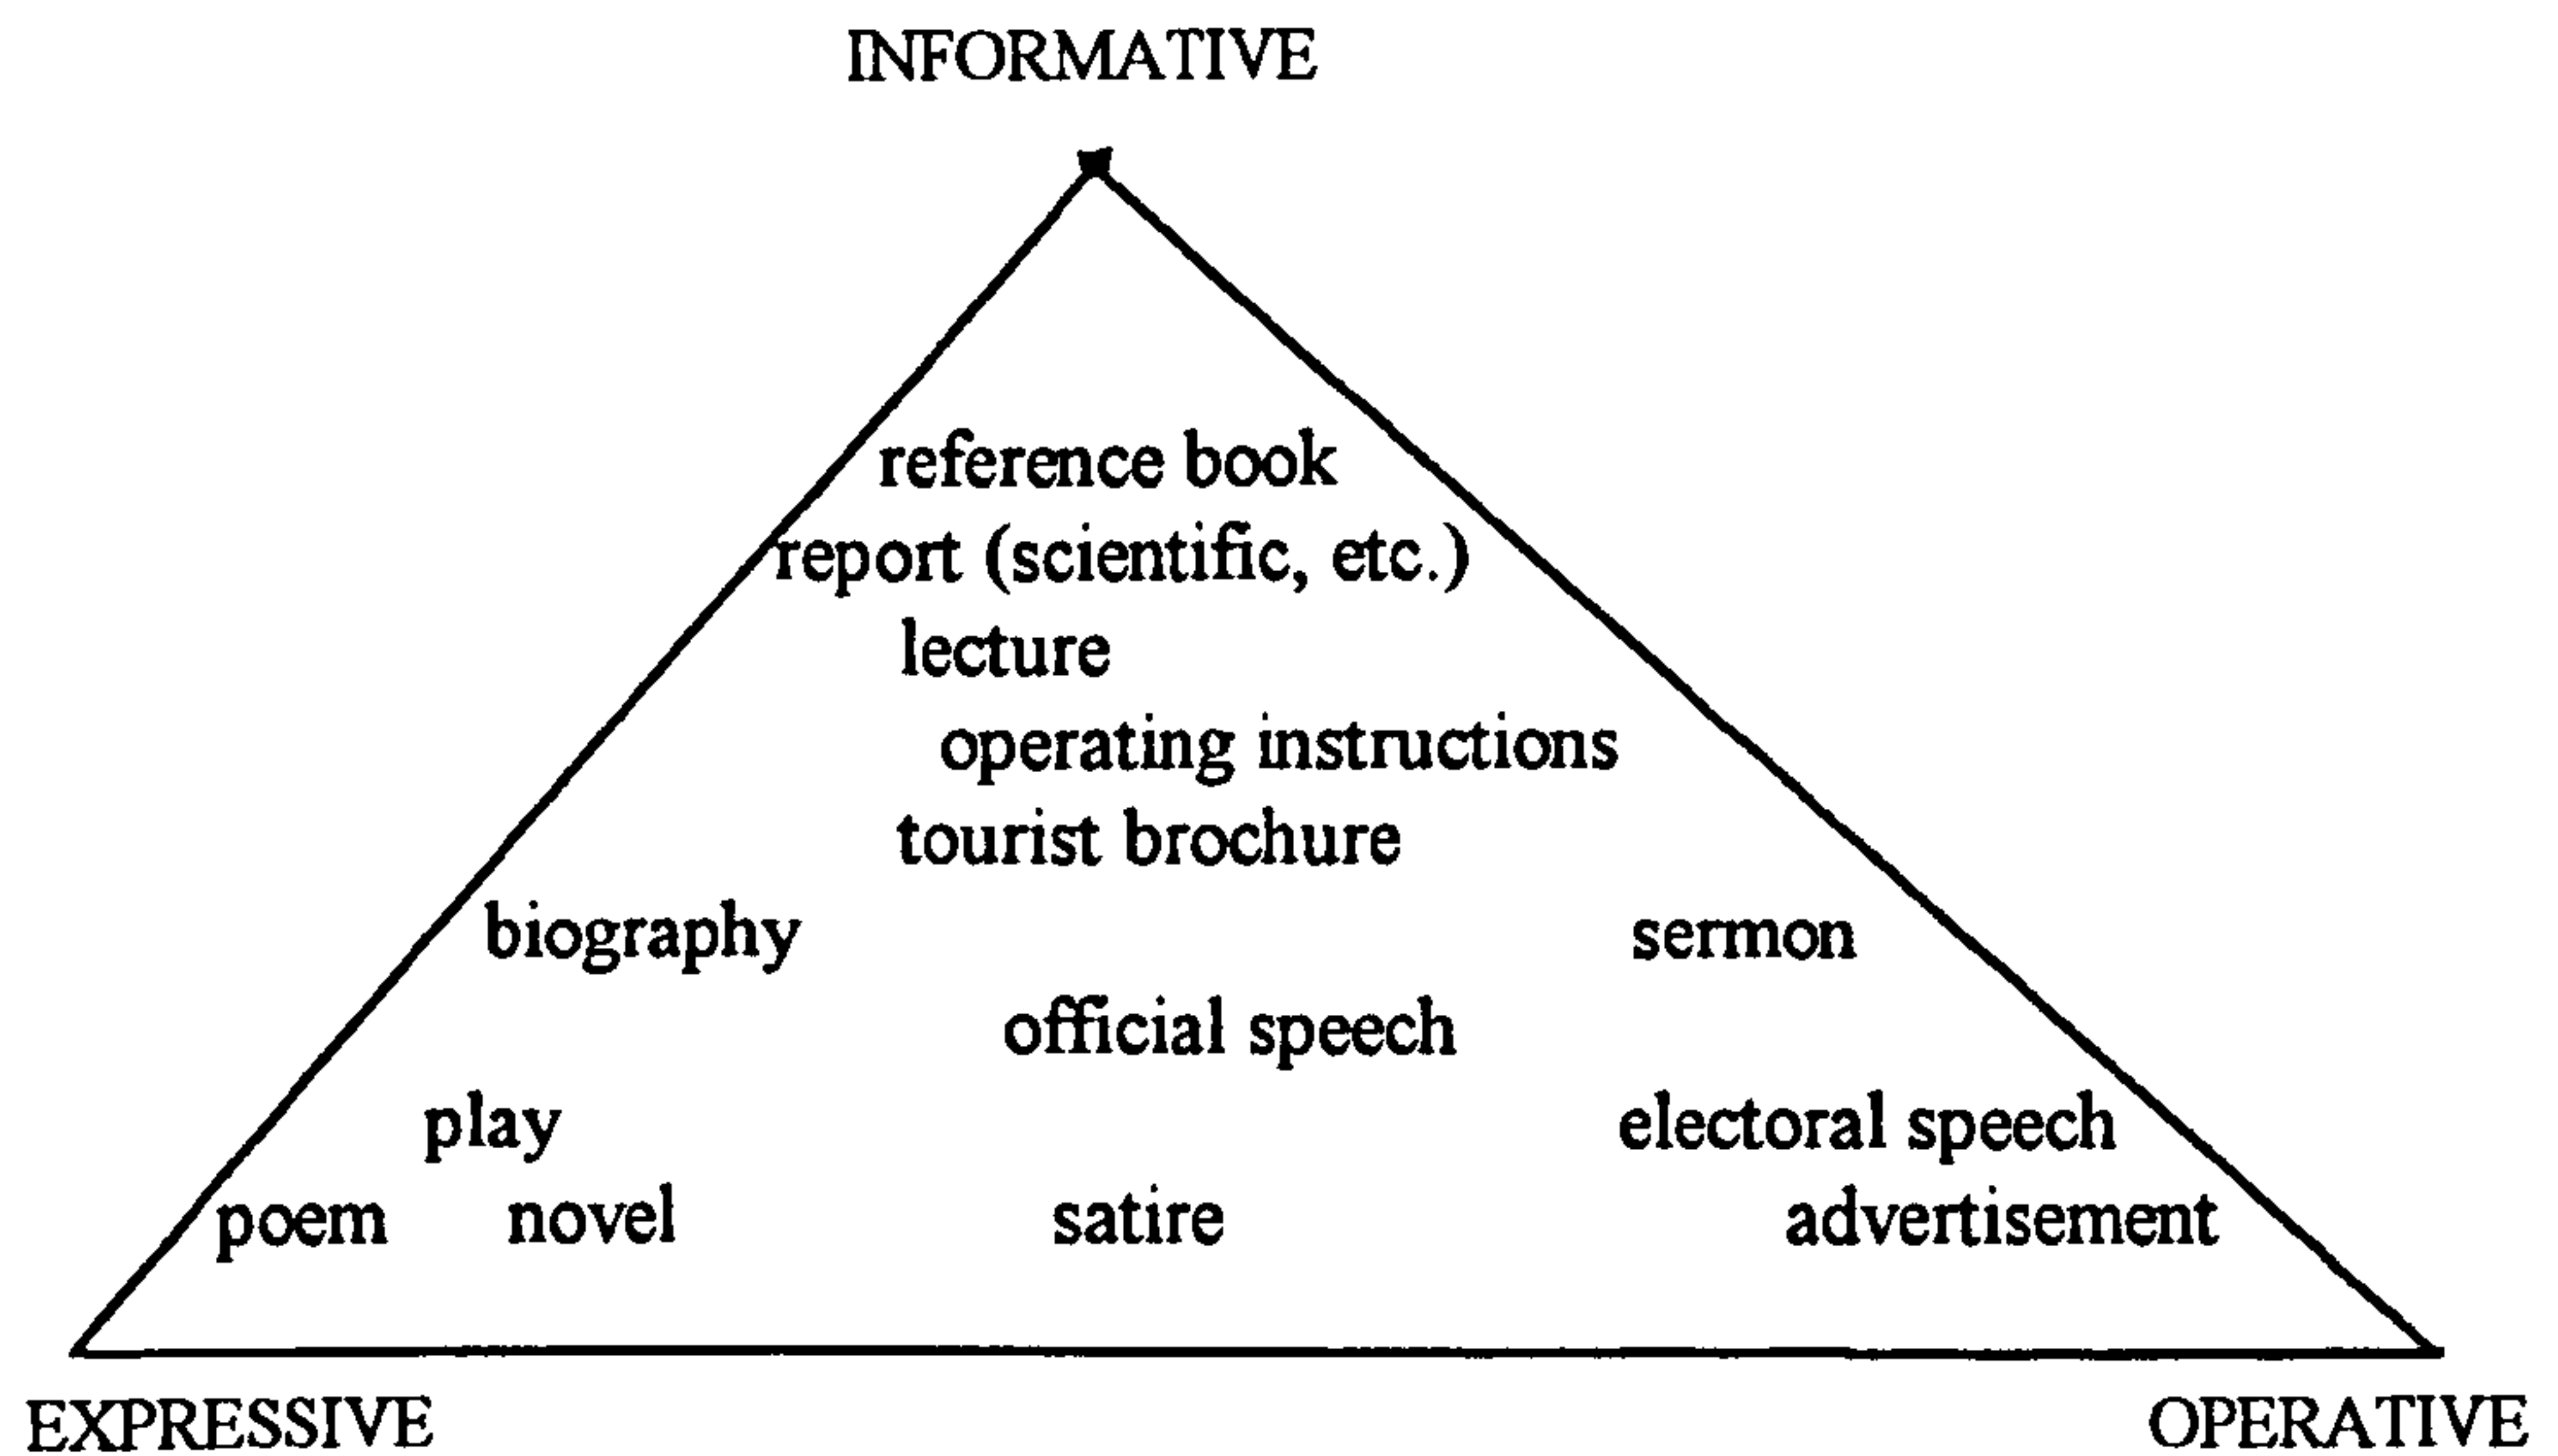 INFORMATIVE
reference book
report (scientific, etc.)
lecture
operating instructions
tourist brochure
biography sermon
official speech
play electoral speech
poem novel satire advertisement
EXPRESSIVE OPERATIVE